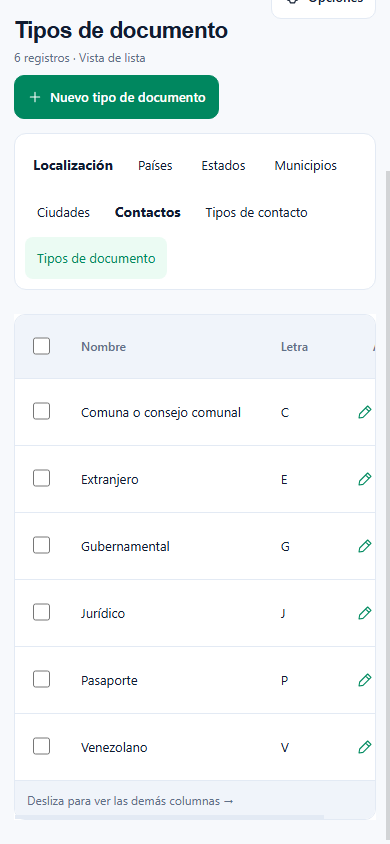 Opciones
Tipos de documento
6 registros · Vista de lista
+ Nuevo tipo de documento
Localización Países Estados Municipios
Ciudades Contactos Tipos de contacto
Tipos de documento
Nombre Letra
Comuna o consejo comunal C
Extranjero E
Gubernamental G
Jurídico J
Pasaporte P
Venezolano V
Desliza para ver las demás columnas →